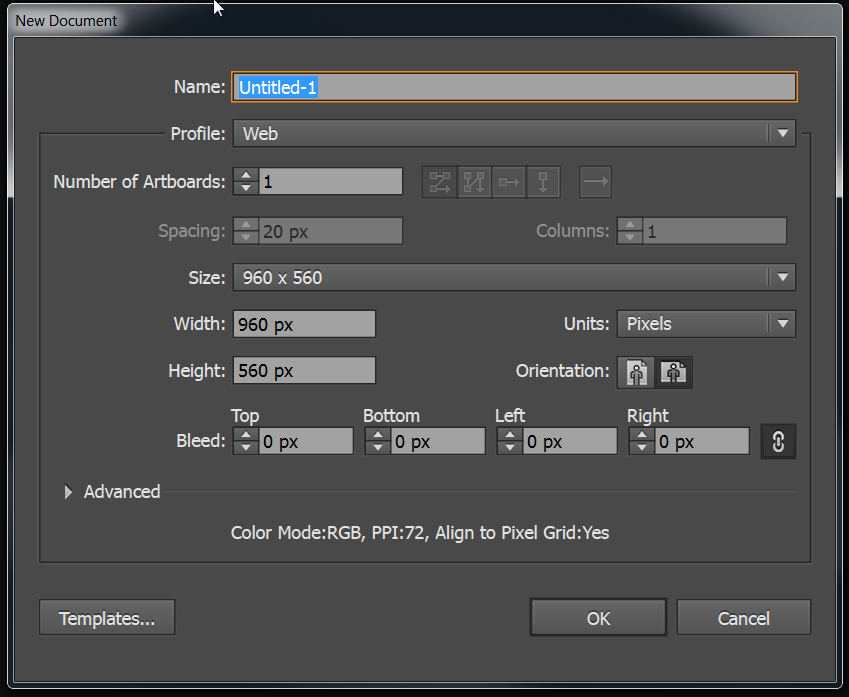 New Document
Name: Untitled-1
Profile: Web
Number of Artboards: 1
Spacing: 20 px Columns: 1
Size: 960 x 560
Width: 960 px Units: Pixels
Height: 560 px Orientation:
Top Bottom Left Right
Bleed: 0 px 0 px 0 px 0 px
Advanced
Color Mode:RGB, PPI:72, Align to Pixel Grid:Yes
Templates... OK Cancel